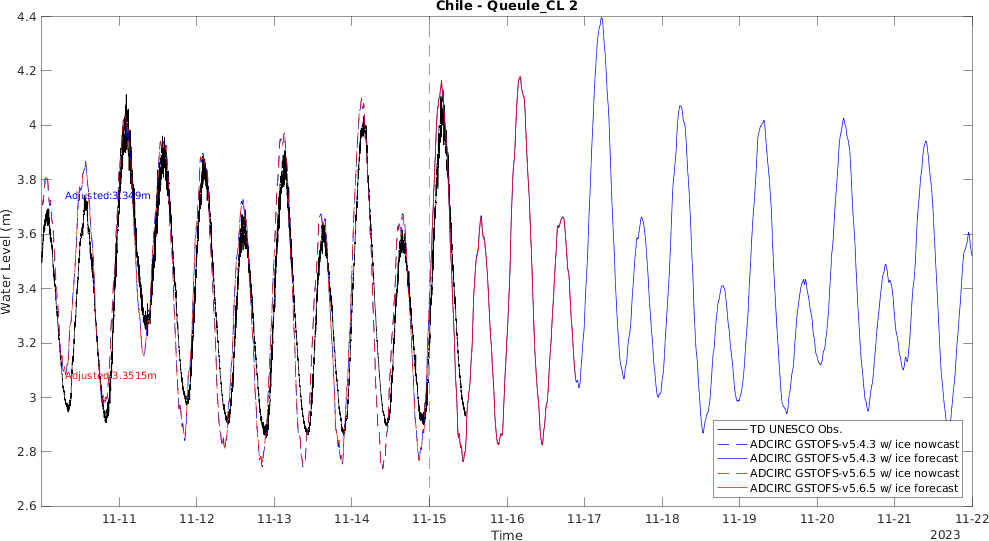 Chile - Queule_CL 2
4.4
4.2
4
3.8
3.6
3.4
3.2
3
2.8
2.6
Water Level (m)
Adjusted:3.349m
Adjusted:3.3515m
TD UNESCO Obs.
ADCIRC GSTOFS-v5.4.3 w/ ice nowcast
ADCIRC GSTOFS-v5.4.3 w/ ice forecast
ADCIRC GSTOFS-v5.6.5 w/ ice nowcast
ADCIRC GSTOFS-v5.6.5 w/ ice forecast
11-11 11-12 11-13 11-14 11-15 11-16 11-17 11-18 11-19 11-20 11-21 11-22
Time
2023